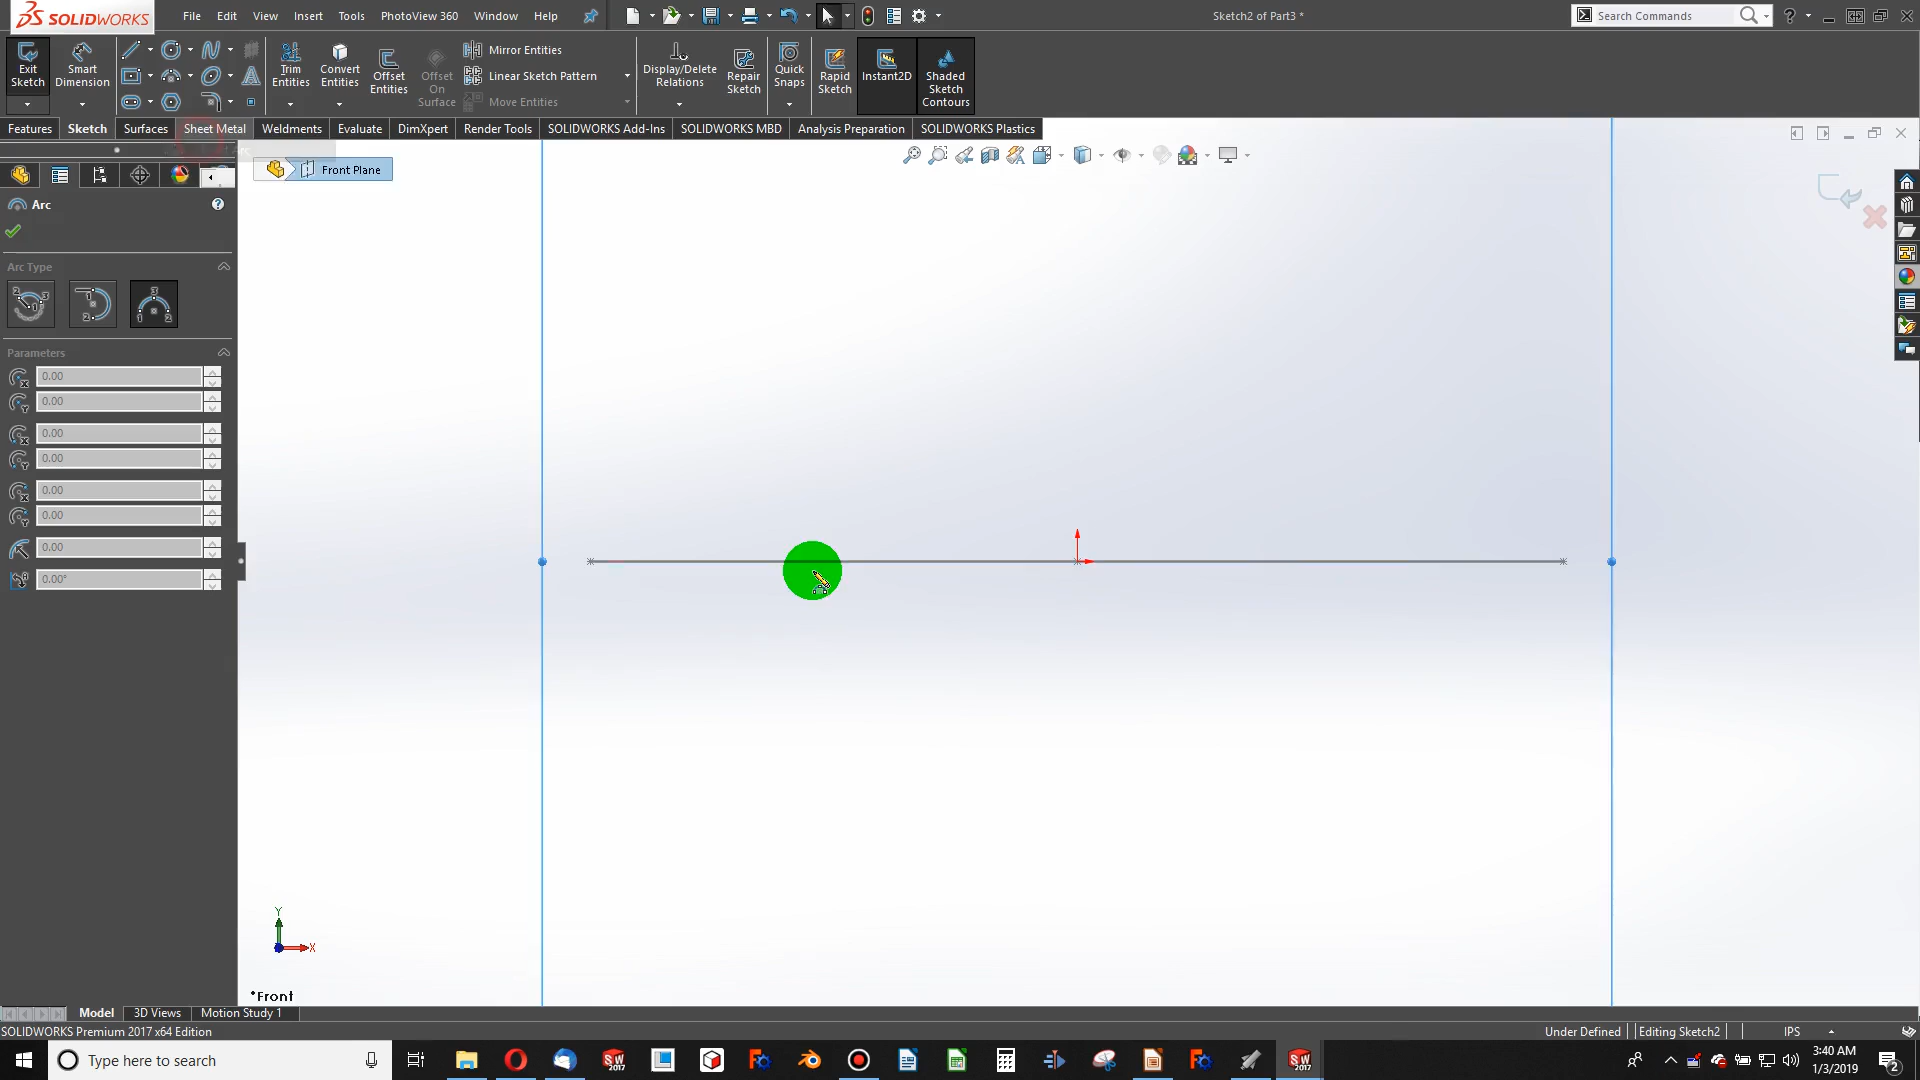 SOLIDWORKS
File Edit View Insert Tools PhotoView 360 Window Help
Sketch2 of Part3 *
Search Commands
Exit Sketch
Smart Dimension
Trim Entities
Convert Entities
Offset Entities
Offset On Surface
Mirror Entities
Linear Sketch Pattern
Move Entities
Display/Delete Relations
Repair Sketch
Quick Snaps
Rapid Sketch
Instant2D
Shaded Sketch Contours
Features Sketch Surfaces Sheet Metal Weldments Evaluate DimXpert Render Tools SOLIDWORKS Add-Ins SOLIDWORKS MBD Analysis Preparation SOLIDWORKS Plastics
Front Plane
Arc
Arc Type
Parameters
0.00
0.00
0.00
0.00
0.00
0.00
0.00
0.00°
Y
X
*Front
Model 3D Views Motion Study 1
SOLIDWORKS Premium 2017 x64 Edition
Under Defined Editing Sketch2 IPS
Type here to search
3:40 AM
1/3/2019
2